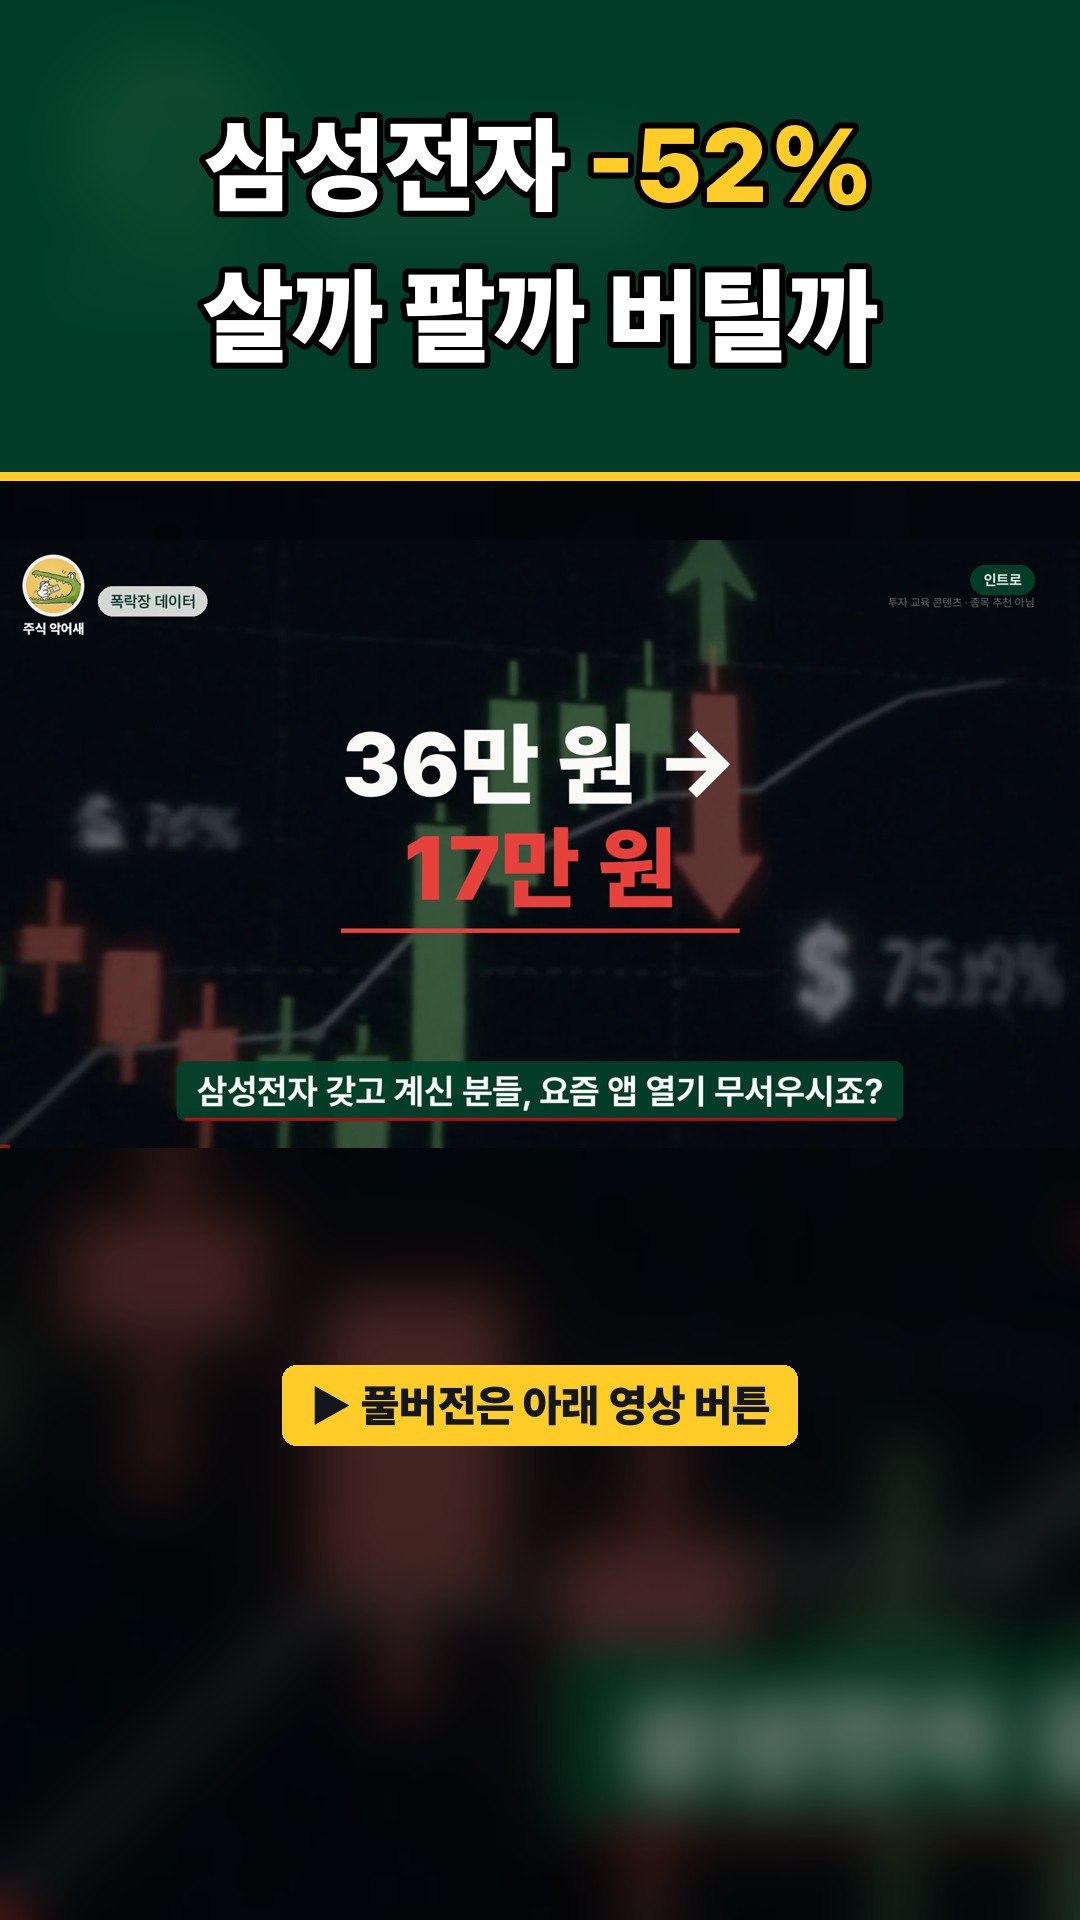 삼성전자 -52%
살까 팔까 버틸까
주식 악어새
폭락장 데이터
인트로
투자 교육 콘텐츠 · 종목 추천 아님
36만 원 →
17만 원
삼성전자 갖고 계신 분들, 요즘 앱 열기 무서우시죠?
▶ 풀버전은 아래 영상 버튼